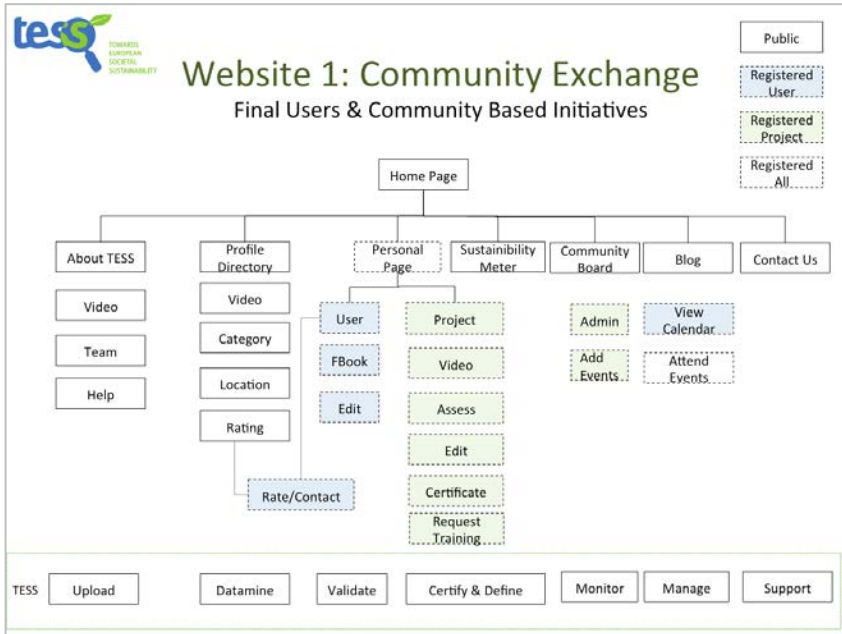 tess
TOWARDS
EUROPEAN
SOCIETAL
SUSTAINABILITY
Website 1: Community Exchange
Final Users & Community Based Initiatives
Public
Registered
User
Registered
Project
Registered
All
Home Page
About TESS
Profile
Directory
Personal
Page
Sustainibility
Meter
Community
Board
Blog
Contact Us
Video
Team
Help
Video
Category
Location
Rating
User
FBook
Edit
Rate/Contact
Project
Video
Assess
Edit
Certificate
Request
Training
Admin
Add
Events
View
Calendar
Attend
Events
TESS
Upload
Datamine
Validate
Certify & Define
Monitor
Manage
Support